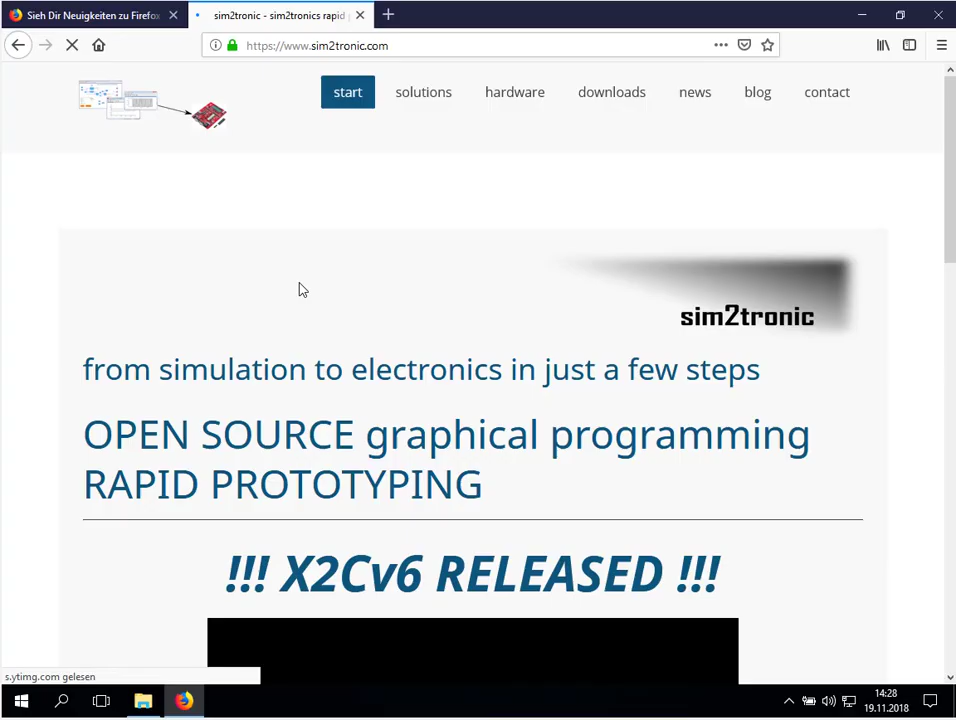 Sieh Dir Neuigkeiten zu Firefox
sim2tronic - sim2tronics rapid
https://www.sim2tronic.com
start
solutions
hardware
downloads
news
blog
contact
sim2tronic
from simulation to electronics in just a few steps
OPEN SOURCE graphical programming
RAPID PROTOTYPING
!!! X2Cv6 RELEASED !!!
s.ytimg.com gelesen
14:28
19.11.2018